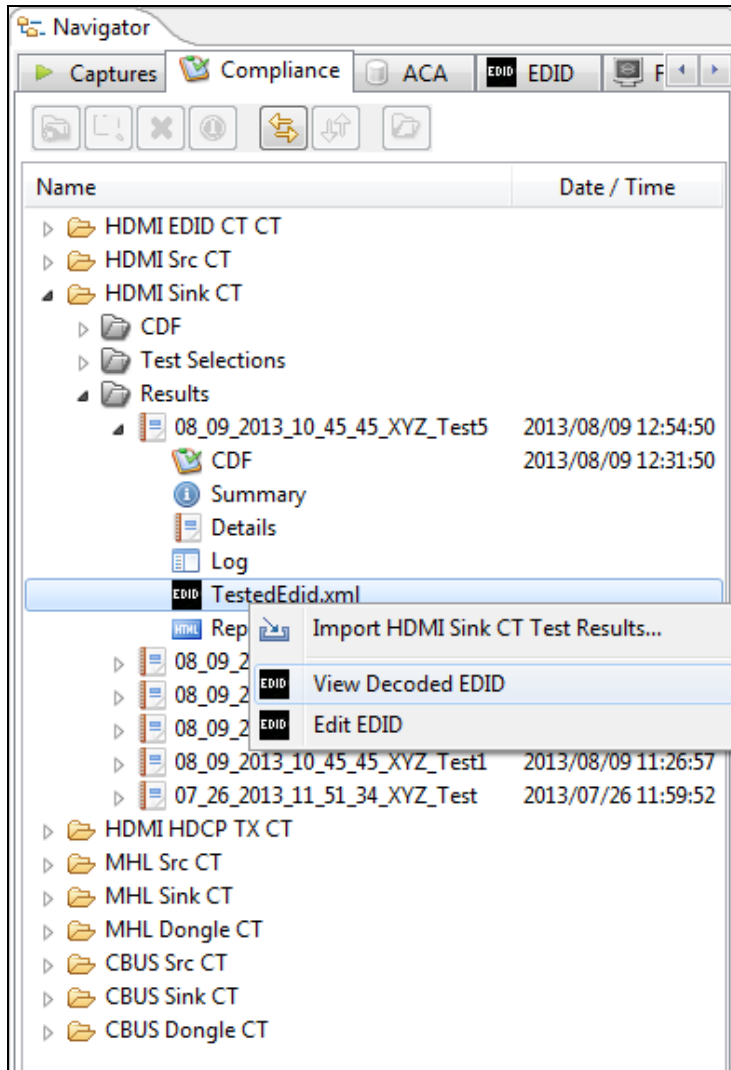 Navigator
Captures Compliance ACA EDID EDID F
Name Date / Time
HDMI EDID CT CT
HDMI Src CT
HDMI Sink CT
CDF
Test Selections
Results
08_09_2013_10_45_45_XYZ_Test5 2013/08/09 12:54:50
CDF 2013/08/09 12:31:50
Summary
Details
Log
EDID TestedEdid.xml
HTML Rep
Import HDMI Sink CT Test Results...
08_09_2
EDID View Decoded EDID
08_09_2
EDID Edit EDID
08_09_2
08_09_2013_10_45_45_XYZ_Test1 2013/08/09 11:26:57
07_26_2013_11_51_34_XYZ_Test 2013/07/26 11:59:52
HDMI HDCP TX CT
MHL Src CT
MHL Sink CT
MHL Dongle CT
CBUS Src CT
CBUS Sink CT
CBUS Dongle CT